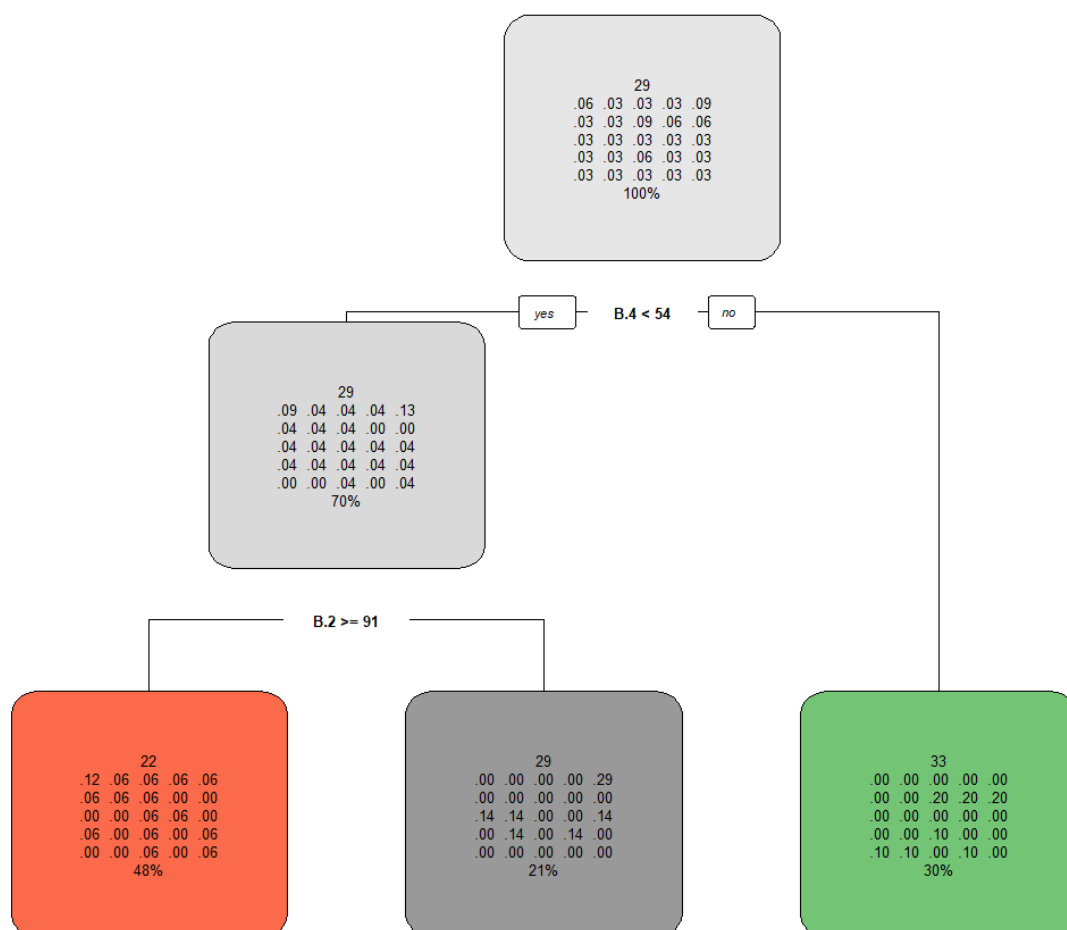 29
.06 .03 .03 .03 .09
.03 .03 .09 .06 .06
.03 .03 .03 .03 .03
.03 .03 .06 .03 .03
.03 .03 .03 .03 .03
100%
yes B.4 < 54 no
29
.09 .04 .04 .04 .13
.04 .04 .04 .00 .00
.04 .04 .04 .04 .04
.04 .04 .04 .04 .04
.00 .00 .04 .00 .04
70%
B.2 >= 91
22
.12 .06 .06 .06 .06
.06 .06 .06 .00 .00
.00 .00 .06 .06 .00
.06 .00 .06 .00 .06
.00 .00 .06 .00 .06
48%
29
.00 .00 .00 .00 .29
.00 .00 .00 .00 .00
.14 .14 .00 .00 .14
.00 .14 .00 .14 .00
.00 .00 .00 .00 .00
21%
33
.00 .00 .00 .00 .00
.00 .00 .20 .20 .20
.00 .00 .00 .00 .00
.00 .00 .10 .00 .00
.10 .10 .00 .10 .00
30%